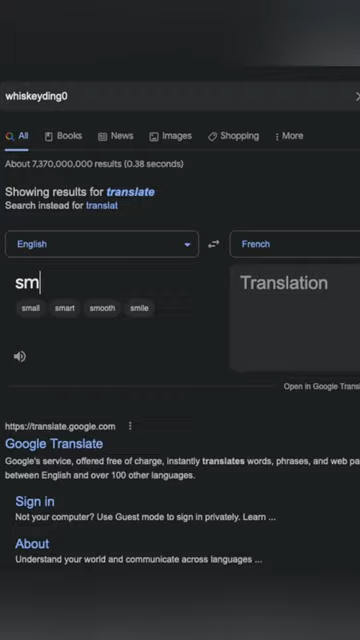 whiskeyding0
All Books News Images Shopping More
About 7,370,000,000 results (0.38 seconds)
Showing results for translate
Search instead for translat
English French
sm Translation
small smart smooth smile
Open in Google Trans
https://translate.google.com
Google Translate
Google's service, offered free of charge, instantly translates words, phrases, and web pa
between English and over 100 other languages.
Sign in
Not your computer? Use Guest mode to sign in privately. Learn ...
About
Understand your world and communicate across languages ...